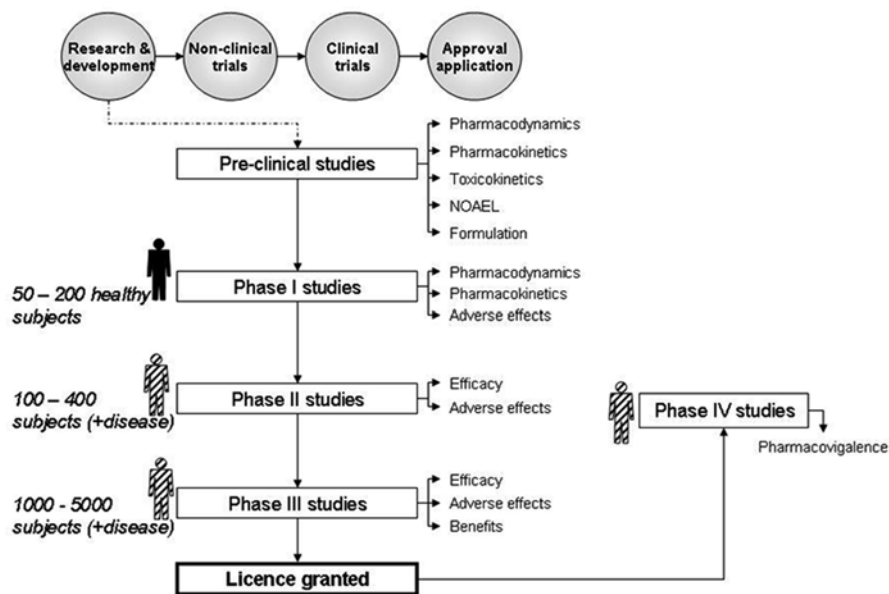 Research &
development
Non-clinical
trials
Clinical
trials
Approval
application
Pre-clinical studies
Pharmacodynamics
Pharmacokinetics
Toxicokinetics
NOAEL
Formulation
50 – 200 healthy
subjects
Phase I studies
Pharmacodynamics
Pharmacokinetics
Adverse effects
100 – 400
subjects (+disease)
Phase II studies
Efficacy
Adverse effects
1000 - 5000
subjects (+disease)
Phase III studies
Efficacy
Adverse effects
Benefits
Licence granted
Phase IV studies
Pharmacovigalence